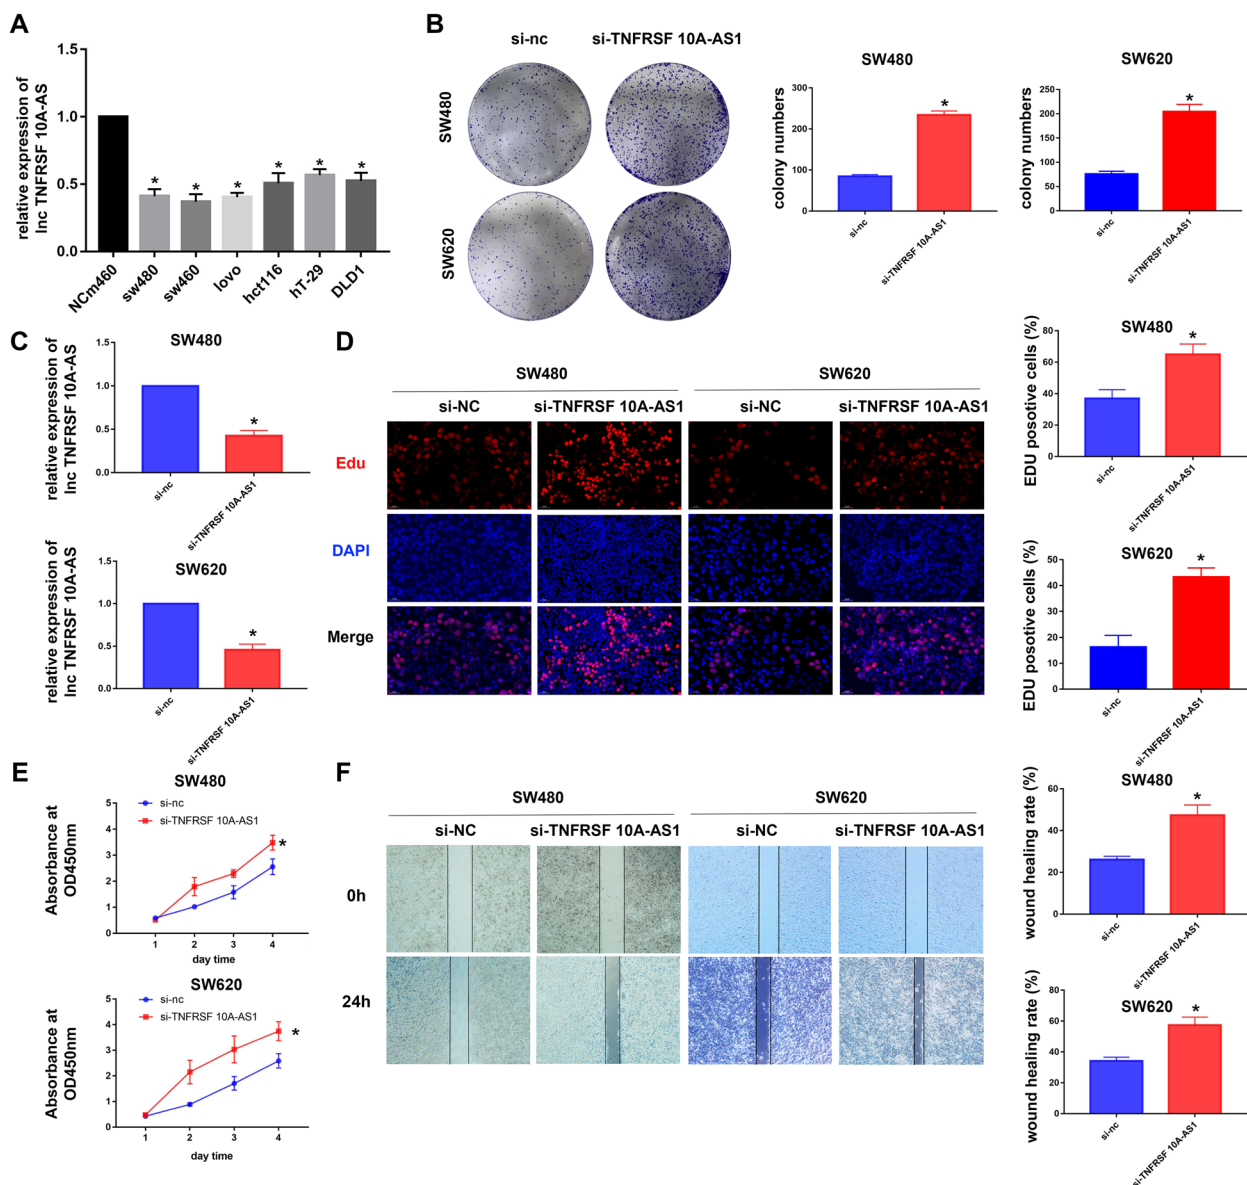 A
relative expression of
lnc TNFRSF 10A-AS
1.5
1.0
0.5
0.0
* * * * * *
NCm460
sw480
sw460
lovo
hct116
hT-29
DLD1
B
si-nc
si-TNFRSF 10A-AS1
SW480
SW620
SW480
colony numbers
300
200
100
0
*
si-nc
si-TNFRSF 10A-AS1
SW620
colony numbers
250
200
150
100
50
0
*
si-nc
si-TNFRSF 10A-AS1
C
SW480
relative expression of
lnc TNFRSF 10A-AS
1.5
1.0
0.5
0.0
*
si-nc
si-TNFRSF 10A-AS1
SW620
relative expression of
lnc TNFRSF 10A-AS
1.5
1.0
0.5
0.0
*
si-nc
si-TNFRSF 10A-AS1
D
SW480
SW620
si-NC
si-TNFRSF 10A-AS1
si-NC
si-TNFRSF 10A-AS1
Edu
DAPI
Merge
SW480
EDU posotive cells (%)
80
60
40
20
0
*
si-nc
si-TNFRSF 10A-AS1
SW620
EDU posotive cells (%)
50
40
30
20
10
0
*
si-nc
si-TNFRSF 10A-AS1
E
SW480
Absorbance at
OD450nm
5
4
3
2
1
0
si-nc
si-TNFRSF 10A-AS1
*
1 2 3 4
day time
SW620
Absorbance at
OD450nm
5
4
3
2
1
0
si-nc
si-TNFRSF 10A-AS1
*
1 2 3 4
day time
F
SW480
SW620
si-NC
si-TNFRSF 10A-AS1
si-NC
si-TNFRSF 10A-AS1
0h
24h
SW480
wound healing rate (%)
60
40
20
0
*
si-nc
si-TNFRSF 10A-AS1
SW620
wound healing rate (%)
80
60
40
20
0
*
si-nc
si-TNFRSF 10A-AS1